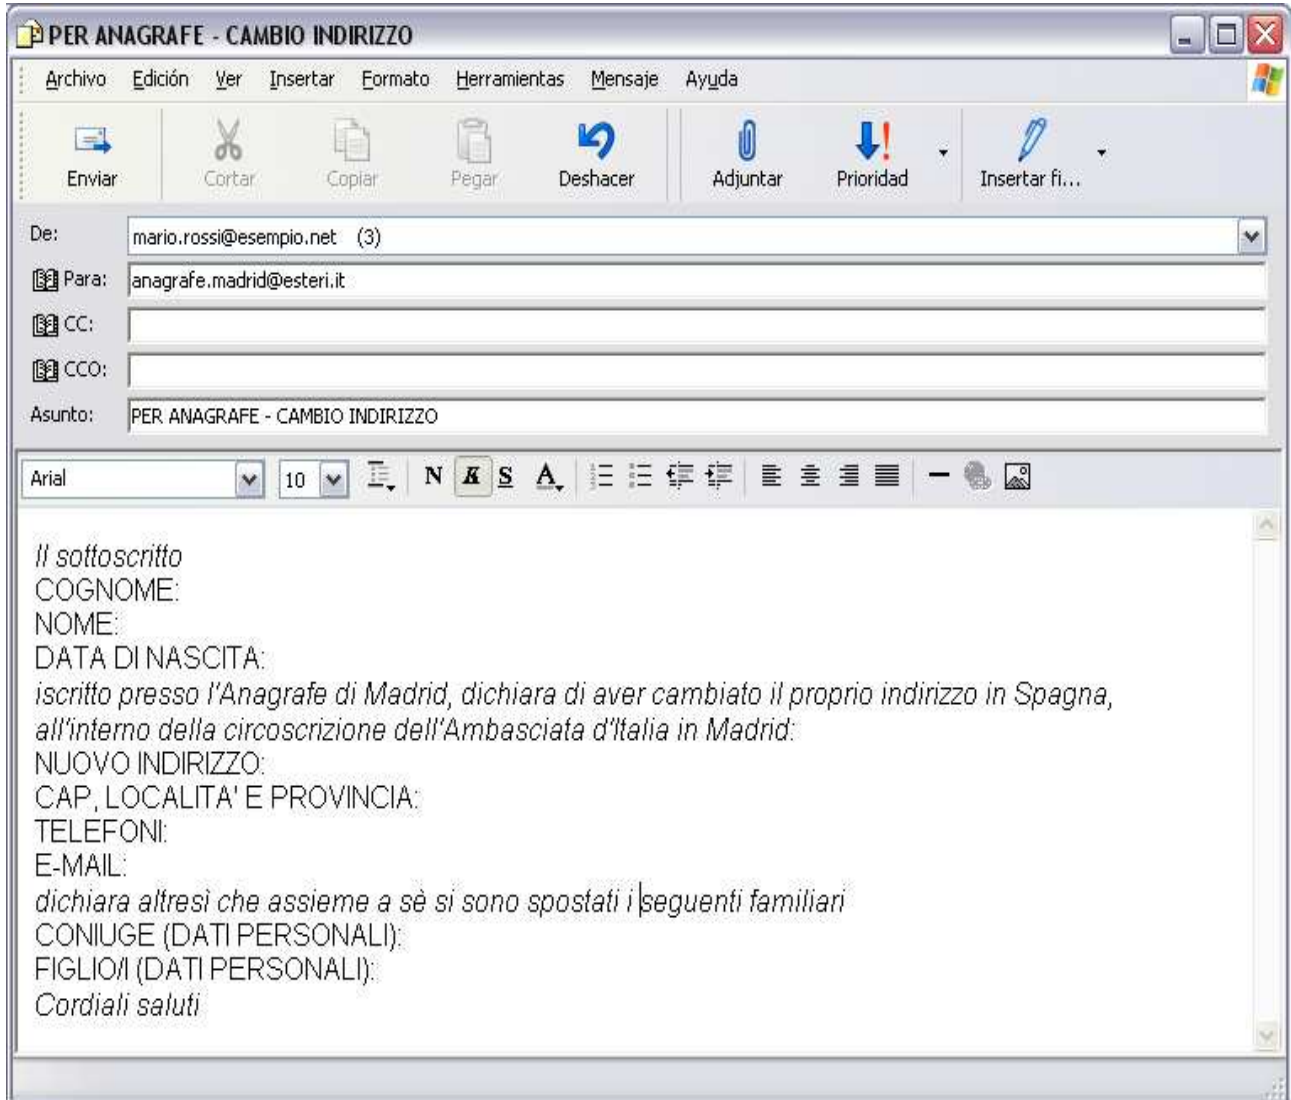 PER ANAGRAFE - CAMBIO INDIRIZZO
Archivo Edición Ver Insertar Formato Herramientas Mensaje Ayuda
Enviar Cortar Copiar Pegar Deshacer Adjuntar Prioridad Insertar fi...
De: mario.rossi@esempio.net (3)
Para: anagrafe.madrid@esteri.it
CC:
CCO:
Asunto: PER ANAGRAFE - CAMBIO INDIRIZZO
Arial 10 N K S A
Il sottoscritto
COGNOME:
NOME:
DATA DI NASCITA:
iscritto presso l'Anagrafe di Madrid, dichiara di aver cambiato il proprio indirizzo in Spagna,
all'interno della circoscrizione dell'Ambasciata d'Italia in Madrid:
NUOVO INDIRIZZO:
CAP, LOCALITA' E PROVINCIA:
TELEFONI:
E-MAIL:
dichiara altresì che assieme a sè si sono spostati i seguenti familiari
CONIUGE (DATI PERSONALI):
FIGLIO/I (DATI PERSONALI):
Cordiali saluti